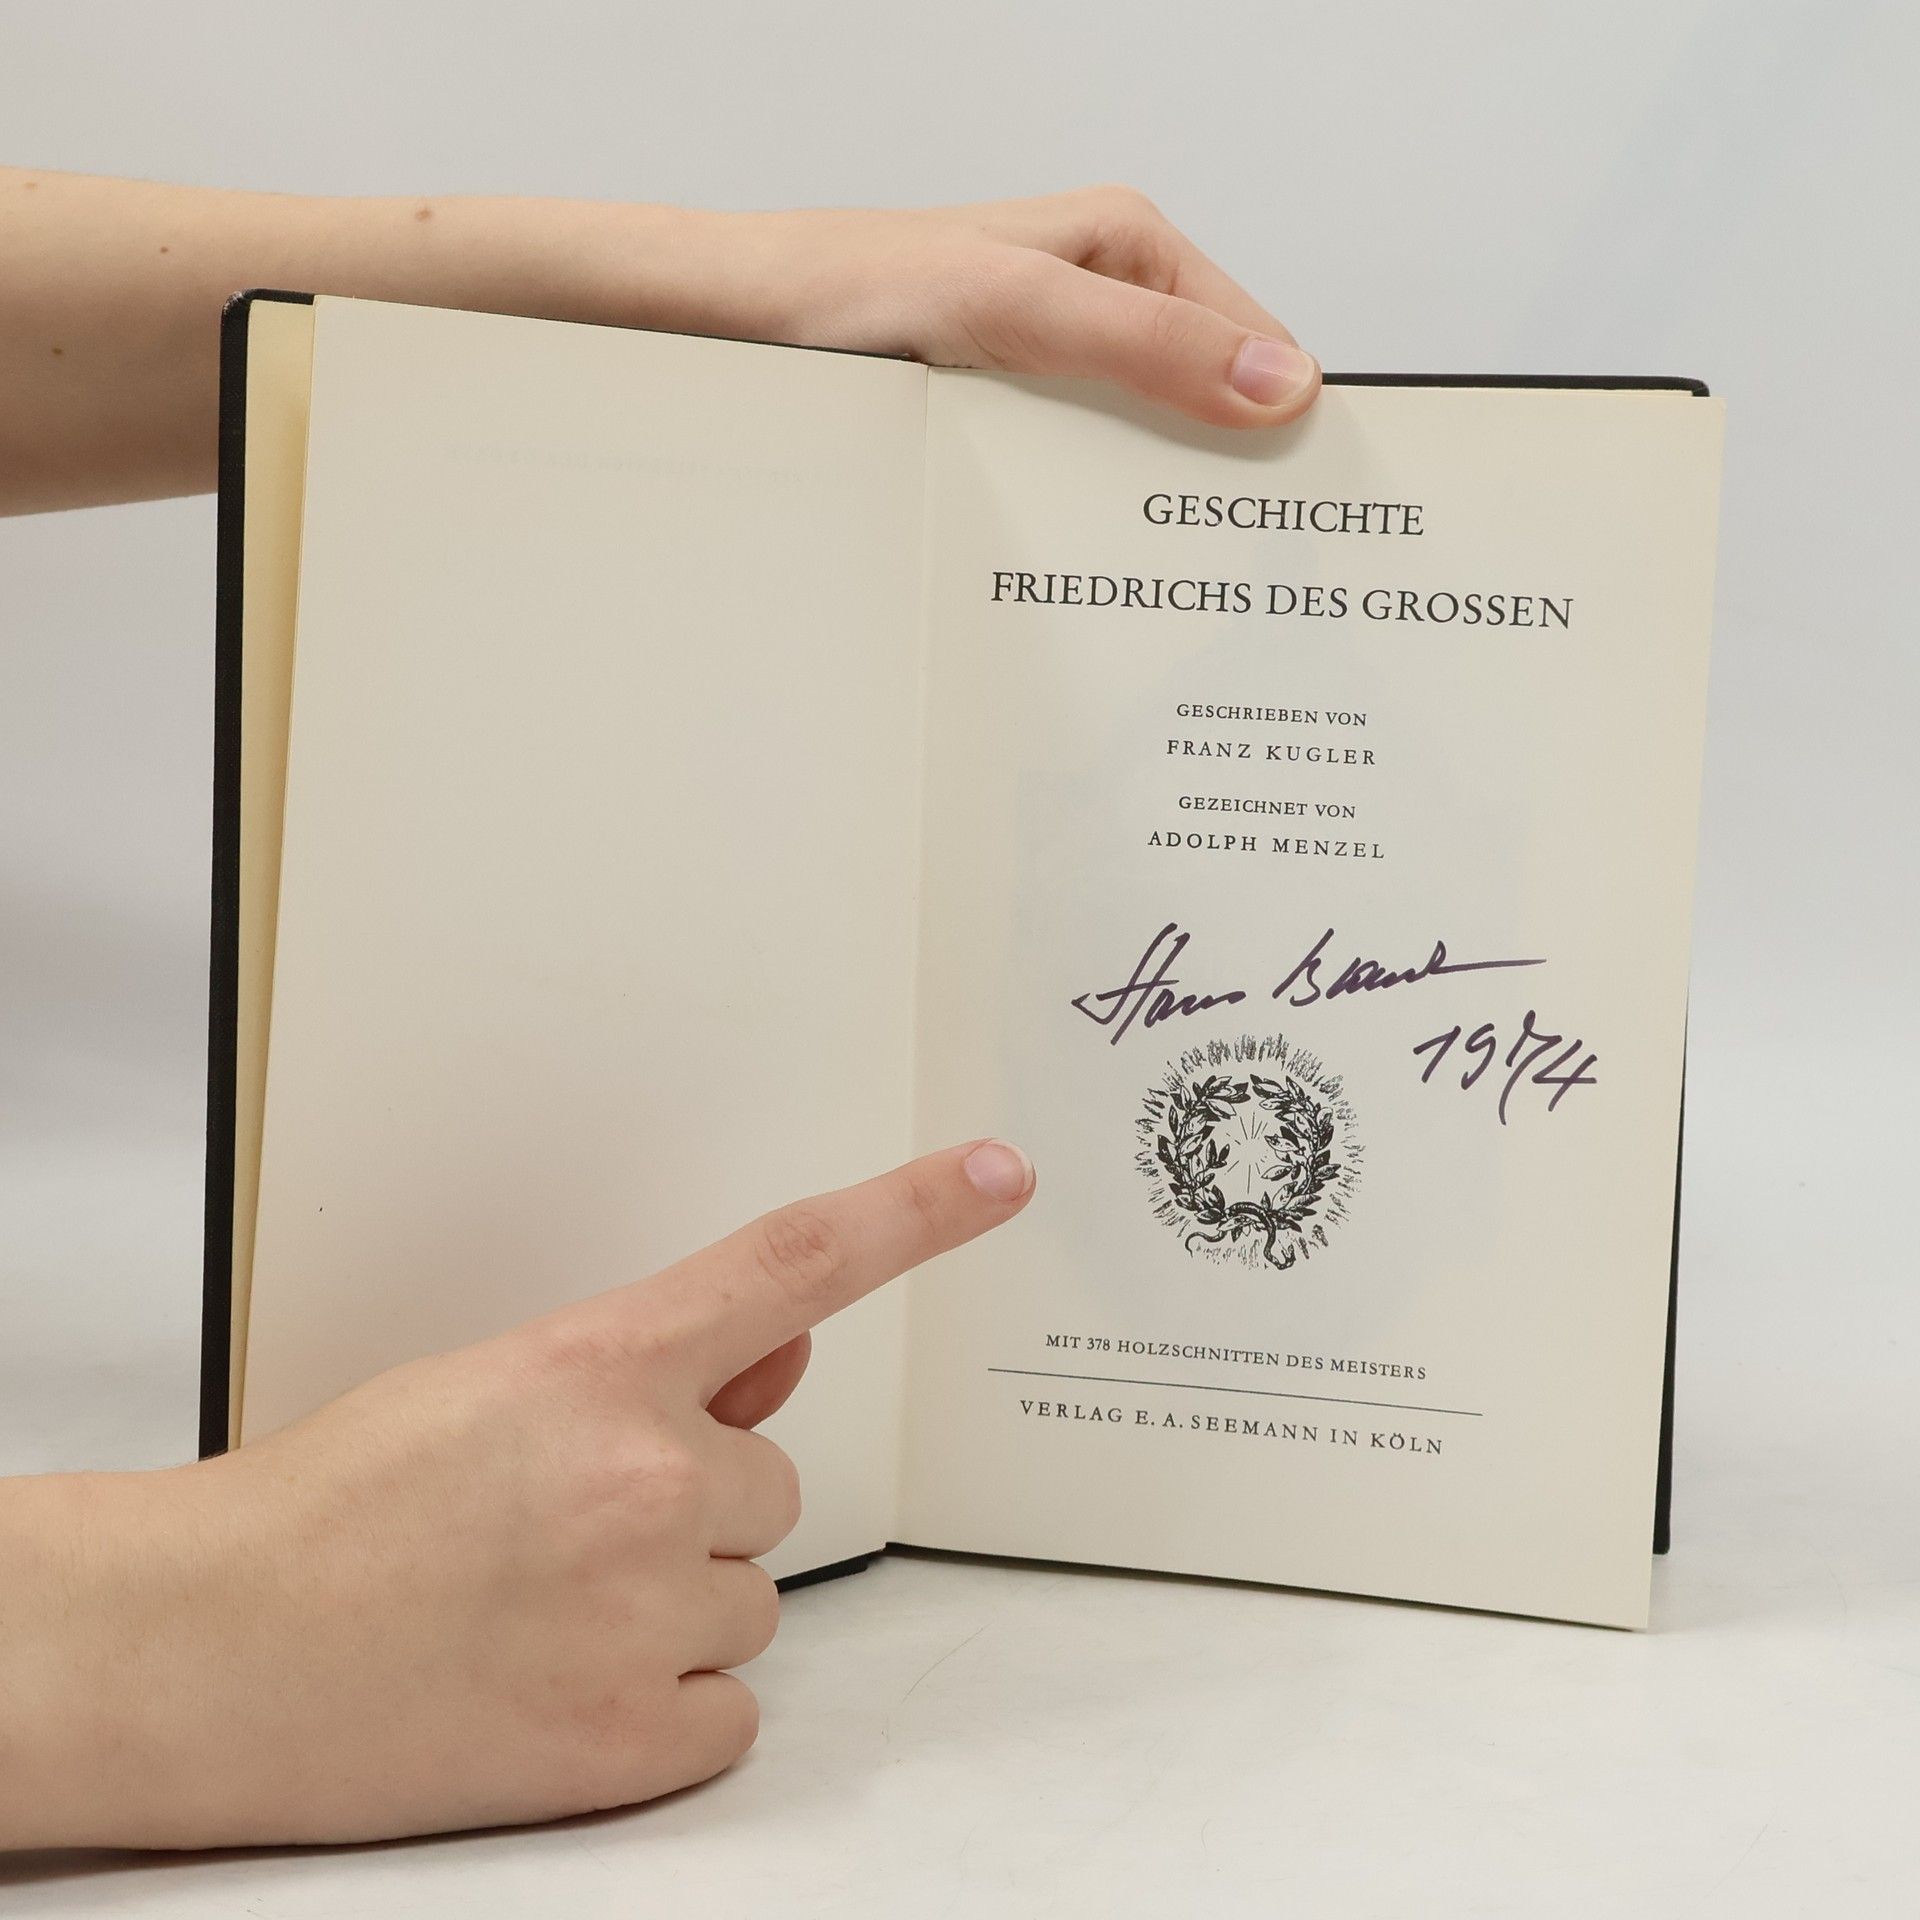 GESCHICHTE
FRIEDRICHS DES GROSSEN
GESCHRIEBEN VON
FRANZ KUGLER
GEZEICHNET VON
ADOLPH MENZEL
Hans
1974
MIT 378 HOLZSCHNITTEN DES MEISTERS
VERLAG E. A. SEEMANN IN KÖLN